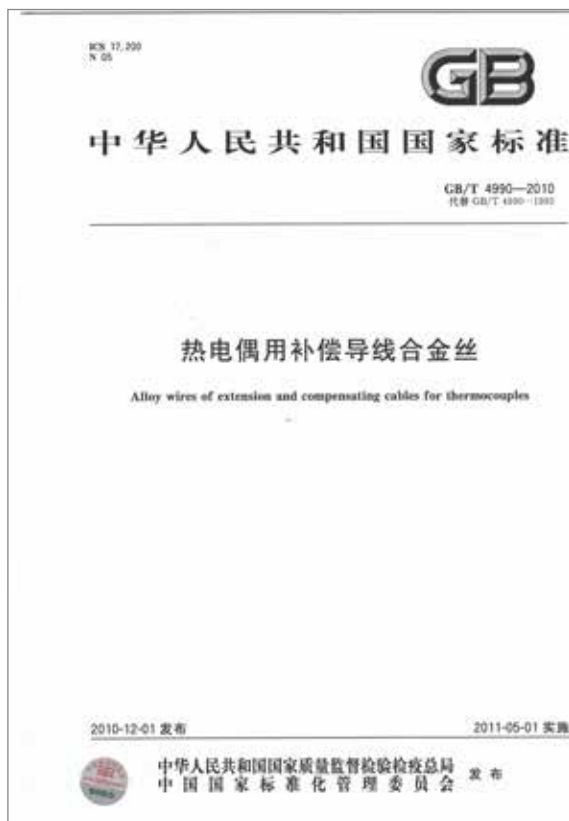 ICS 17.200
N 05
GB
中华人民共和国国家标准
GB/T 4990—2010
代替 GB/T 4990—1995
热电偶用补偿导线合金丝
Alloy wires of extension and compensating cables for thermocouples
2010-12-01 发布
2011-05-01 实施
中华人民共和国国家质量监督检验检疫总局
中国国家标准化管理委员会
发布